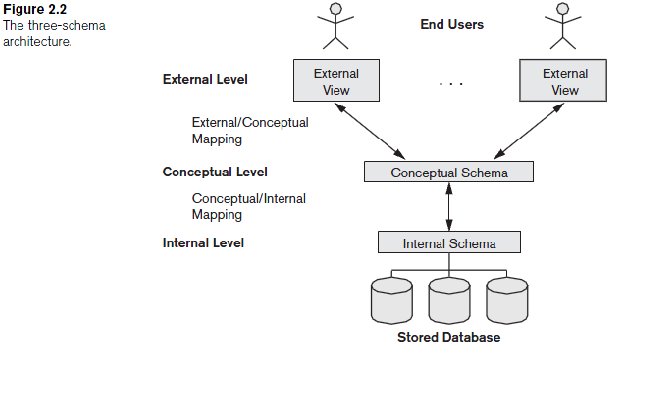 Figure 2.2
The three-schema
architecture.
End Users
External Level
External
View
. . .
External
View
External/Conceptual
Mapping
Conceptual Level
Conceptual Schema
Conceptual/Internal
Mapping
Internal Level
Internal Schema
Stored Database